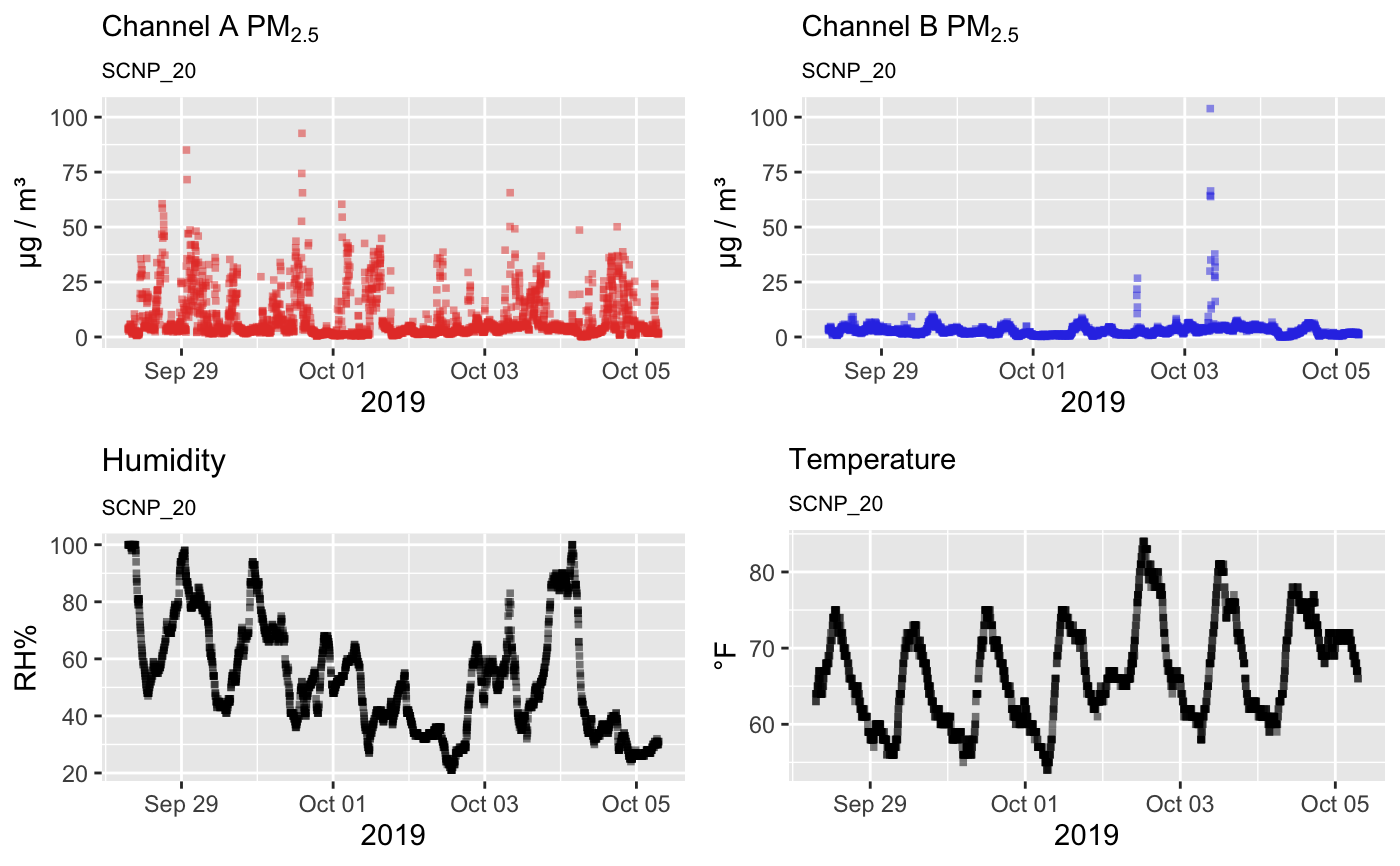 Channel A PM2.5
SCNP_20
100
75
50
25
0
µg / m³
Sep 29 Oct 01 Oct 03 Oct 05
2019
Channel B PM2.5
SCNP_20
100
75
50
25
0
µg / m³
Sep 29 Oct 01 Oct 03 Oct 05
2019
Humidity
SCNP_20
100
80
60
40
20
RH%
Sep 29 Oct 01 Oct 03 Oct 05
2019
Temperature
SCNP_20
80
70
60
°F
Sep 29 Oct 01 Oct 03 Oct 05
2019